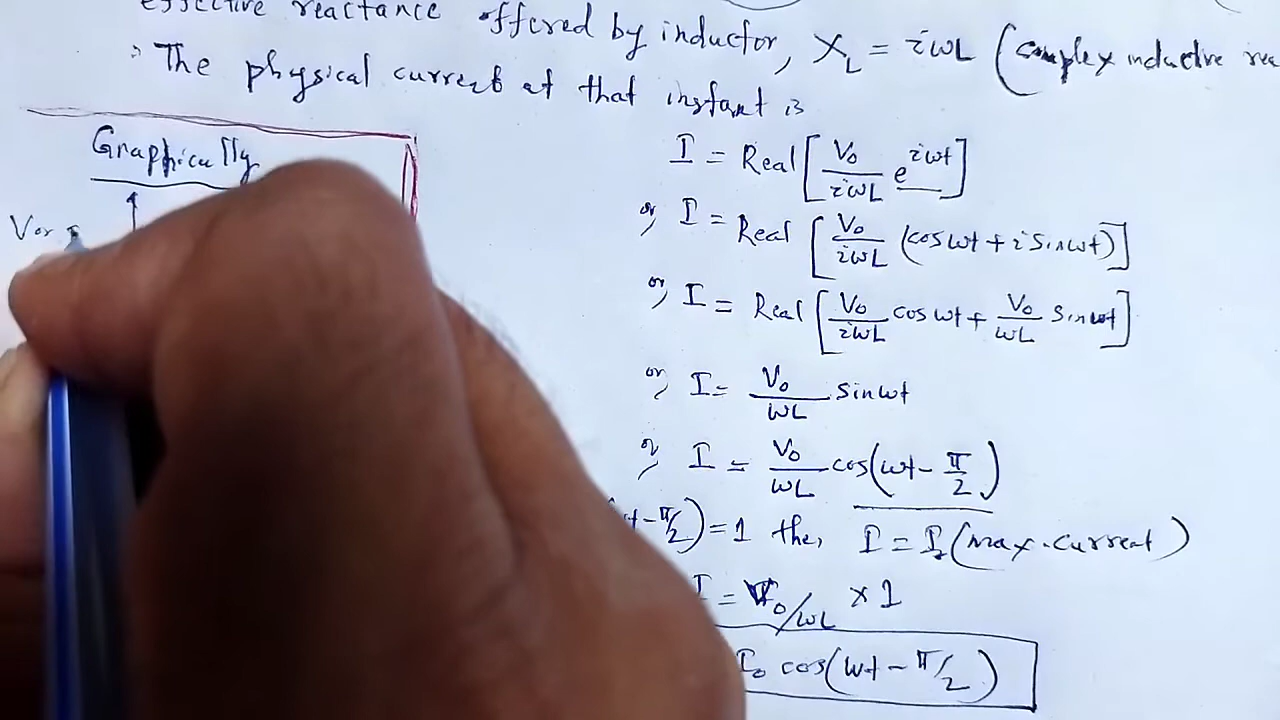 effective reactance offered by inductor, X_L = iωL (Complex inductive rea
The physical current at that instant is
Graphically
V or I
I = Real [V₀/iωL e^{iωt}]
or, I = Real [V₀/iωL (cos ωt + i sin ωt)]
or, I = Real [V₀/iωL cos ωt + V₀/ωL sin ωt]
or, I = V₀/ωL sin ωt
or, I = V₀/ωL cos(ωt - π/2)
t - π/2) = 1 the, I = I₀ (max. current)
I = V₀/ωL × 1
I₀ cos(ωt - π/2)